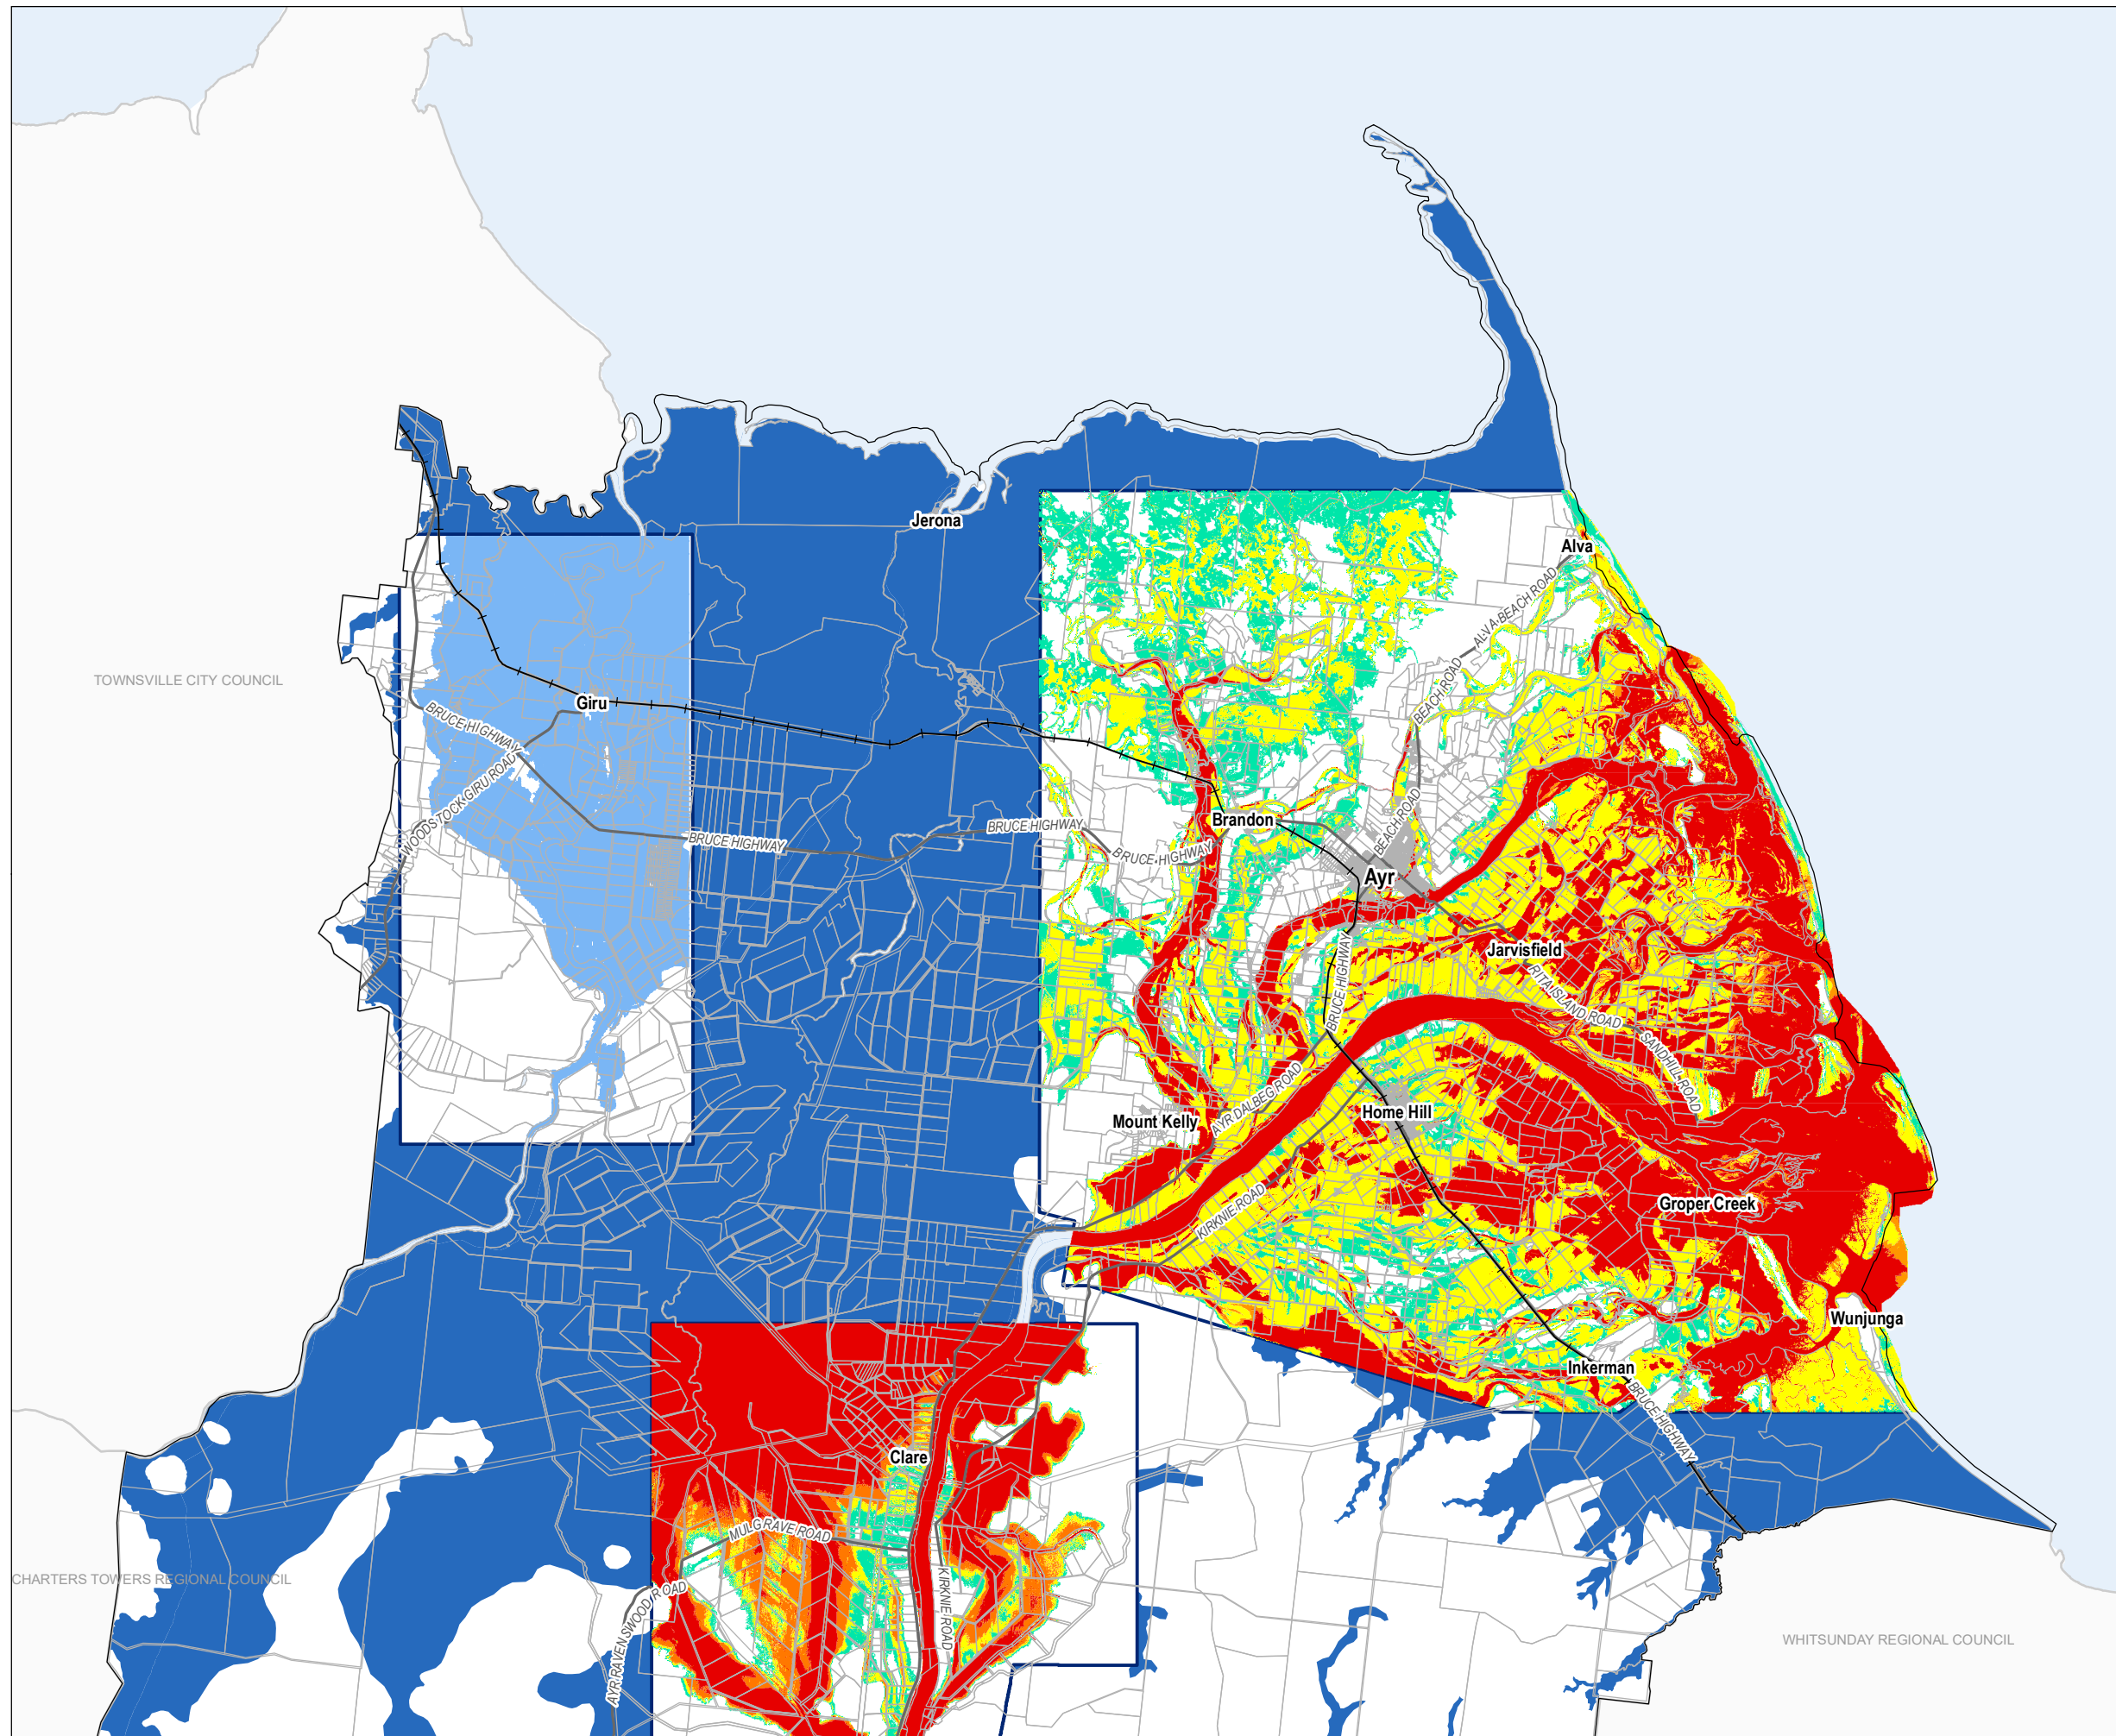 Jerona
Alva
ALVA-BEACH ROAD
TOWNSVILLE CITY COUNCIL
BEACH ROAD
Giru
BRUCE HIGHWAY
WOODSTOCK GIRU ROAD
BRUCE HIGHWAY
BRUCE HIGHWAY
Brandon
BEACH ROAD
BRUCE HIGHWAY
Ayr
Jarvisfield
BRUCE HIGHWAY
RITA ISLAND ROAD
SANDHILL ROAD
Mount Kelly
AYR DALBEG ROAD
Home Hill
KIRKNIE ROAD
Groper Creek
Wunjunga
Inkerman
BRUCE HIGHWAY
Clare
MULGRAVE ROAD
CHARTERS TOWERS REGIONAL COUNCIL
AYR RAVENSWOOD ROAD
KIRKNIE ROAD
WHITSUNDAY REGIONAL COUNCIL